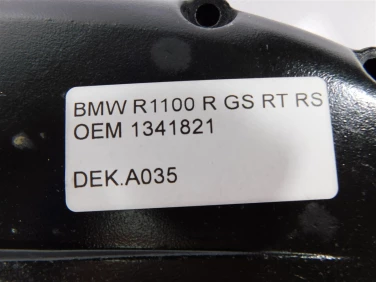 BMW R1100 R GS RT RS
OEM 1341821
DEK.A035